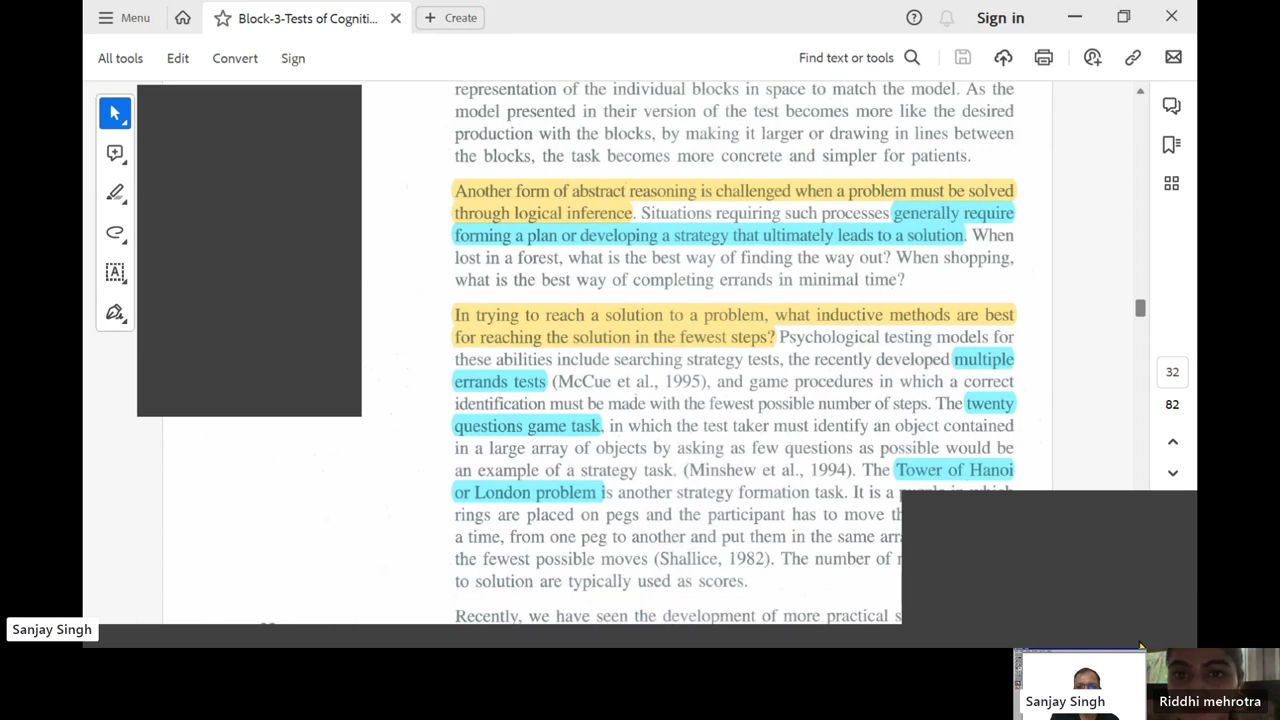 Menu
Block-3-Tests of Cogniti...
Create
Sign in
All tools
Edit
Convert
Sign
Find text or tools
representation of the individual blocks in space to match the model. As the
model presented in their version of the test becomes more like the desired
production with the blocks, by making it larger or drawing in lines between
the blocks, the task becomes more concrete and simpler for patients.
Another form of abstract reasoning is challenged when a problem must be solved
through logical inference. Situations requiring such processes generally require
forming a plan or developing a strategy that ultimately leads to a solution. When
lost in a forest, what is the best way of finding the way out? When shopping,
what is the best way of completing errands in minimal time?
In trying to reach a solution to a problem, what inductive methods are best
for reaching the solution in the fewest steps? Psychological testing models for
these abilities include searching strategy tests, the recently developed multiple
errands tests (McCue et al., 1995), and game procedures in which a correct
identification must be made with the fewest possible number of steps. The twenty
questions game task, in which the test taker must identify an object contained
in a large array of objects by asking as few questions as possible would be
an example of a strategy task. (Minshew et al., 1994). The Tower of Hanoi
or London problem is another strategy formation task. It is a
rings are placed on pegs and the participant has to move
a time, from one peg to another and put them in the same
the fewest possible moves (Shallice, 1982). The number of
to solution are typically used as scores.
Recently, we have seen the development of more practical
32
82
Sanjay Singh
Sanjay Singh
Riddhi mehrotra